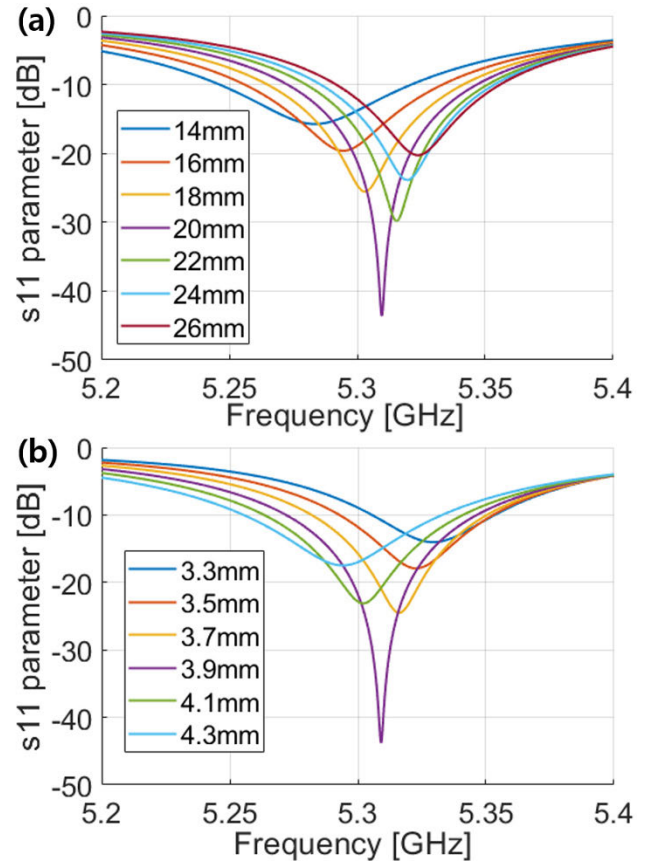 (a)
0
-10
-20
-30
-40
-50
s11 parameter [dB]
14mm
16mm
18mm
20mm
22mm
24mm
26mm
5.2 5.25 5.3 5.35 5.4
Frequency [GHz]
(b)
0
-10
-20
-30
-40
-50
s11 parameter [dB]
3.3mm
3.5mm
3.7mm
3.9mm
4.1mm
4.3mm
5.2 5.25 5.3 5.35 5.4
Frequency [GHz]